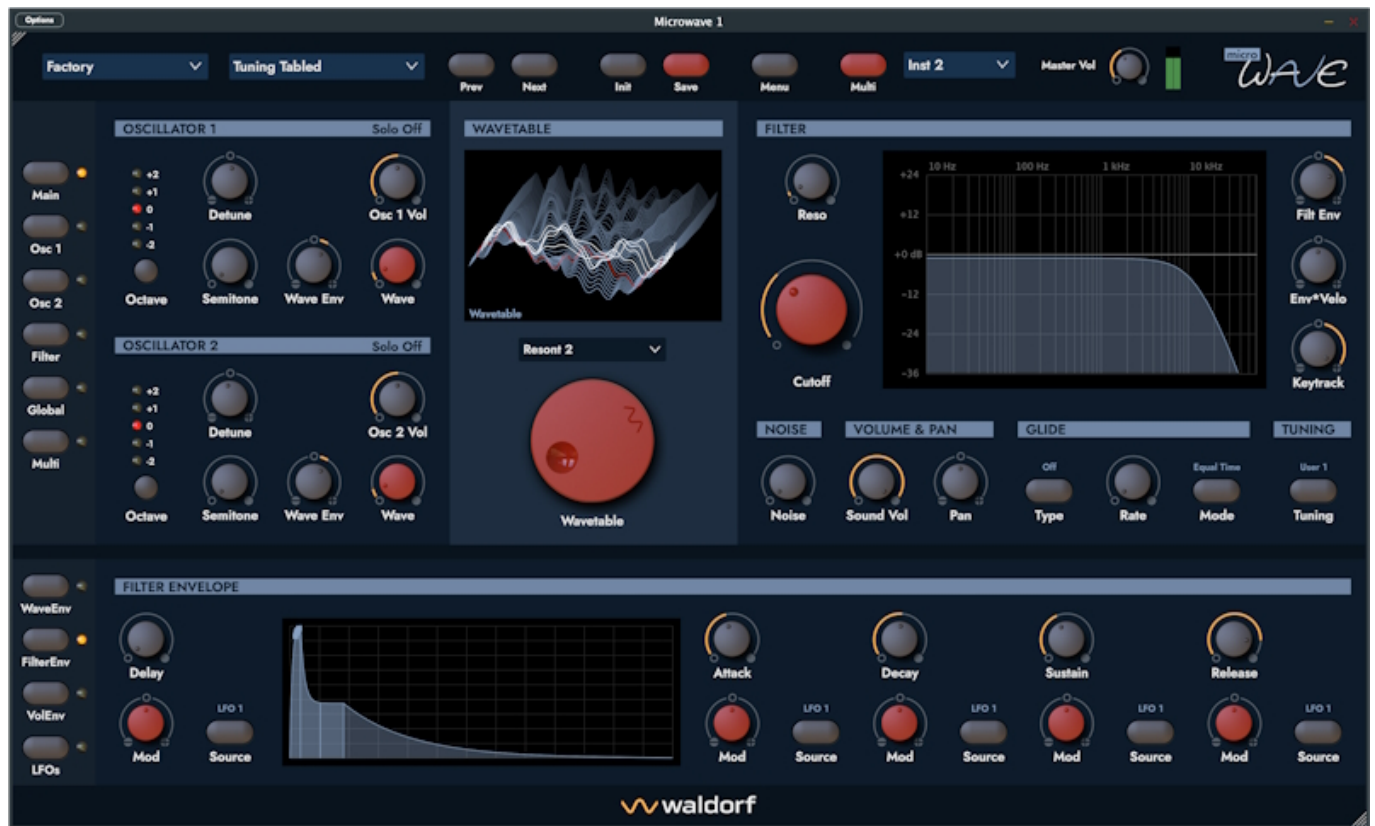 Options
Microwave 1
Factory
Tuning Tabled
Prev
Next
Init
Save
Menu
Multi
Inst 2
Master Vol
micro
WAVE
Main
Osc 1
Osc 2
Filter
Global
Multi
OSCILLATOR 1 Solo Off
+2
+1
0
-1
-2
Octave
Detune
Osc 1 Vol
Semitone
Wave Env
Wave
OSCILLATOR 2 Solo Off
+2
+1
0
-1
-2
Octave
Detune
Osc 2 Vol
Semitone
Wave Env
Wave
WAVETABLE
Wavetable
Resont 2
Wavetable
FILTER
Reso
Cutoff
10 Hz 100 Hz 1 kHz 10 kHz
+24
+12
+0 dB
-12
-24
-36
Filt Env
Env*Velo
Keytrack
NOISE
Noise
VOLUME & PAN
Sound Vol
Pan
GLIDE
Off
Type
Rate
Equal Time
Mode
TUNING
User 1
Tuning
WaveEnv
FilterEnv
VolEnv
LFOs
FILTER ENVELOPE
Delay
Mod
LFO 1
Source
Attack
Decay
Sustain
Release
Mod
LFO 1
Source
Mod
LFO 1
Source
Mod
LFO 1
Source
Mod
LFO 1
Source
waldorf